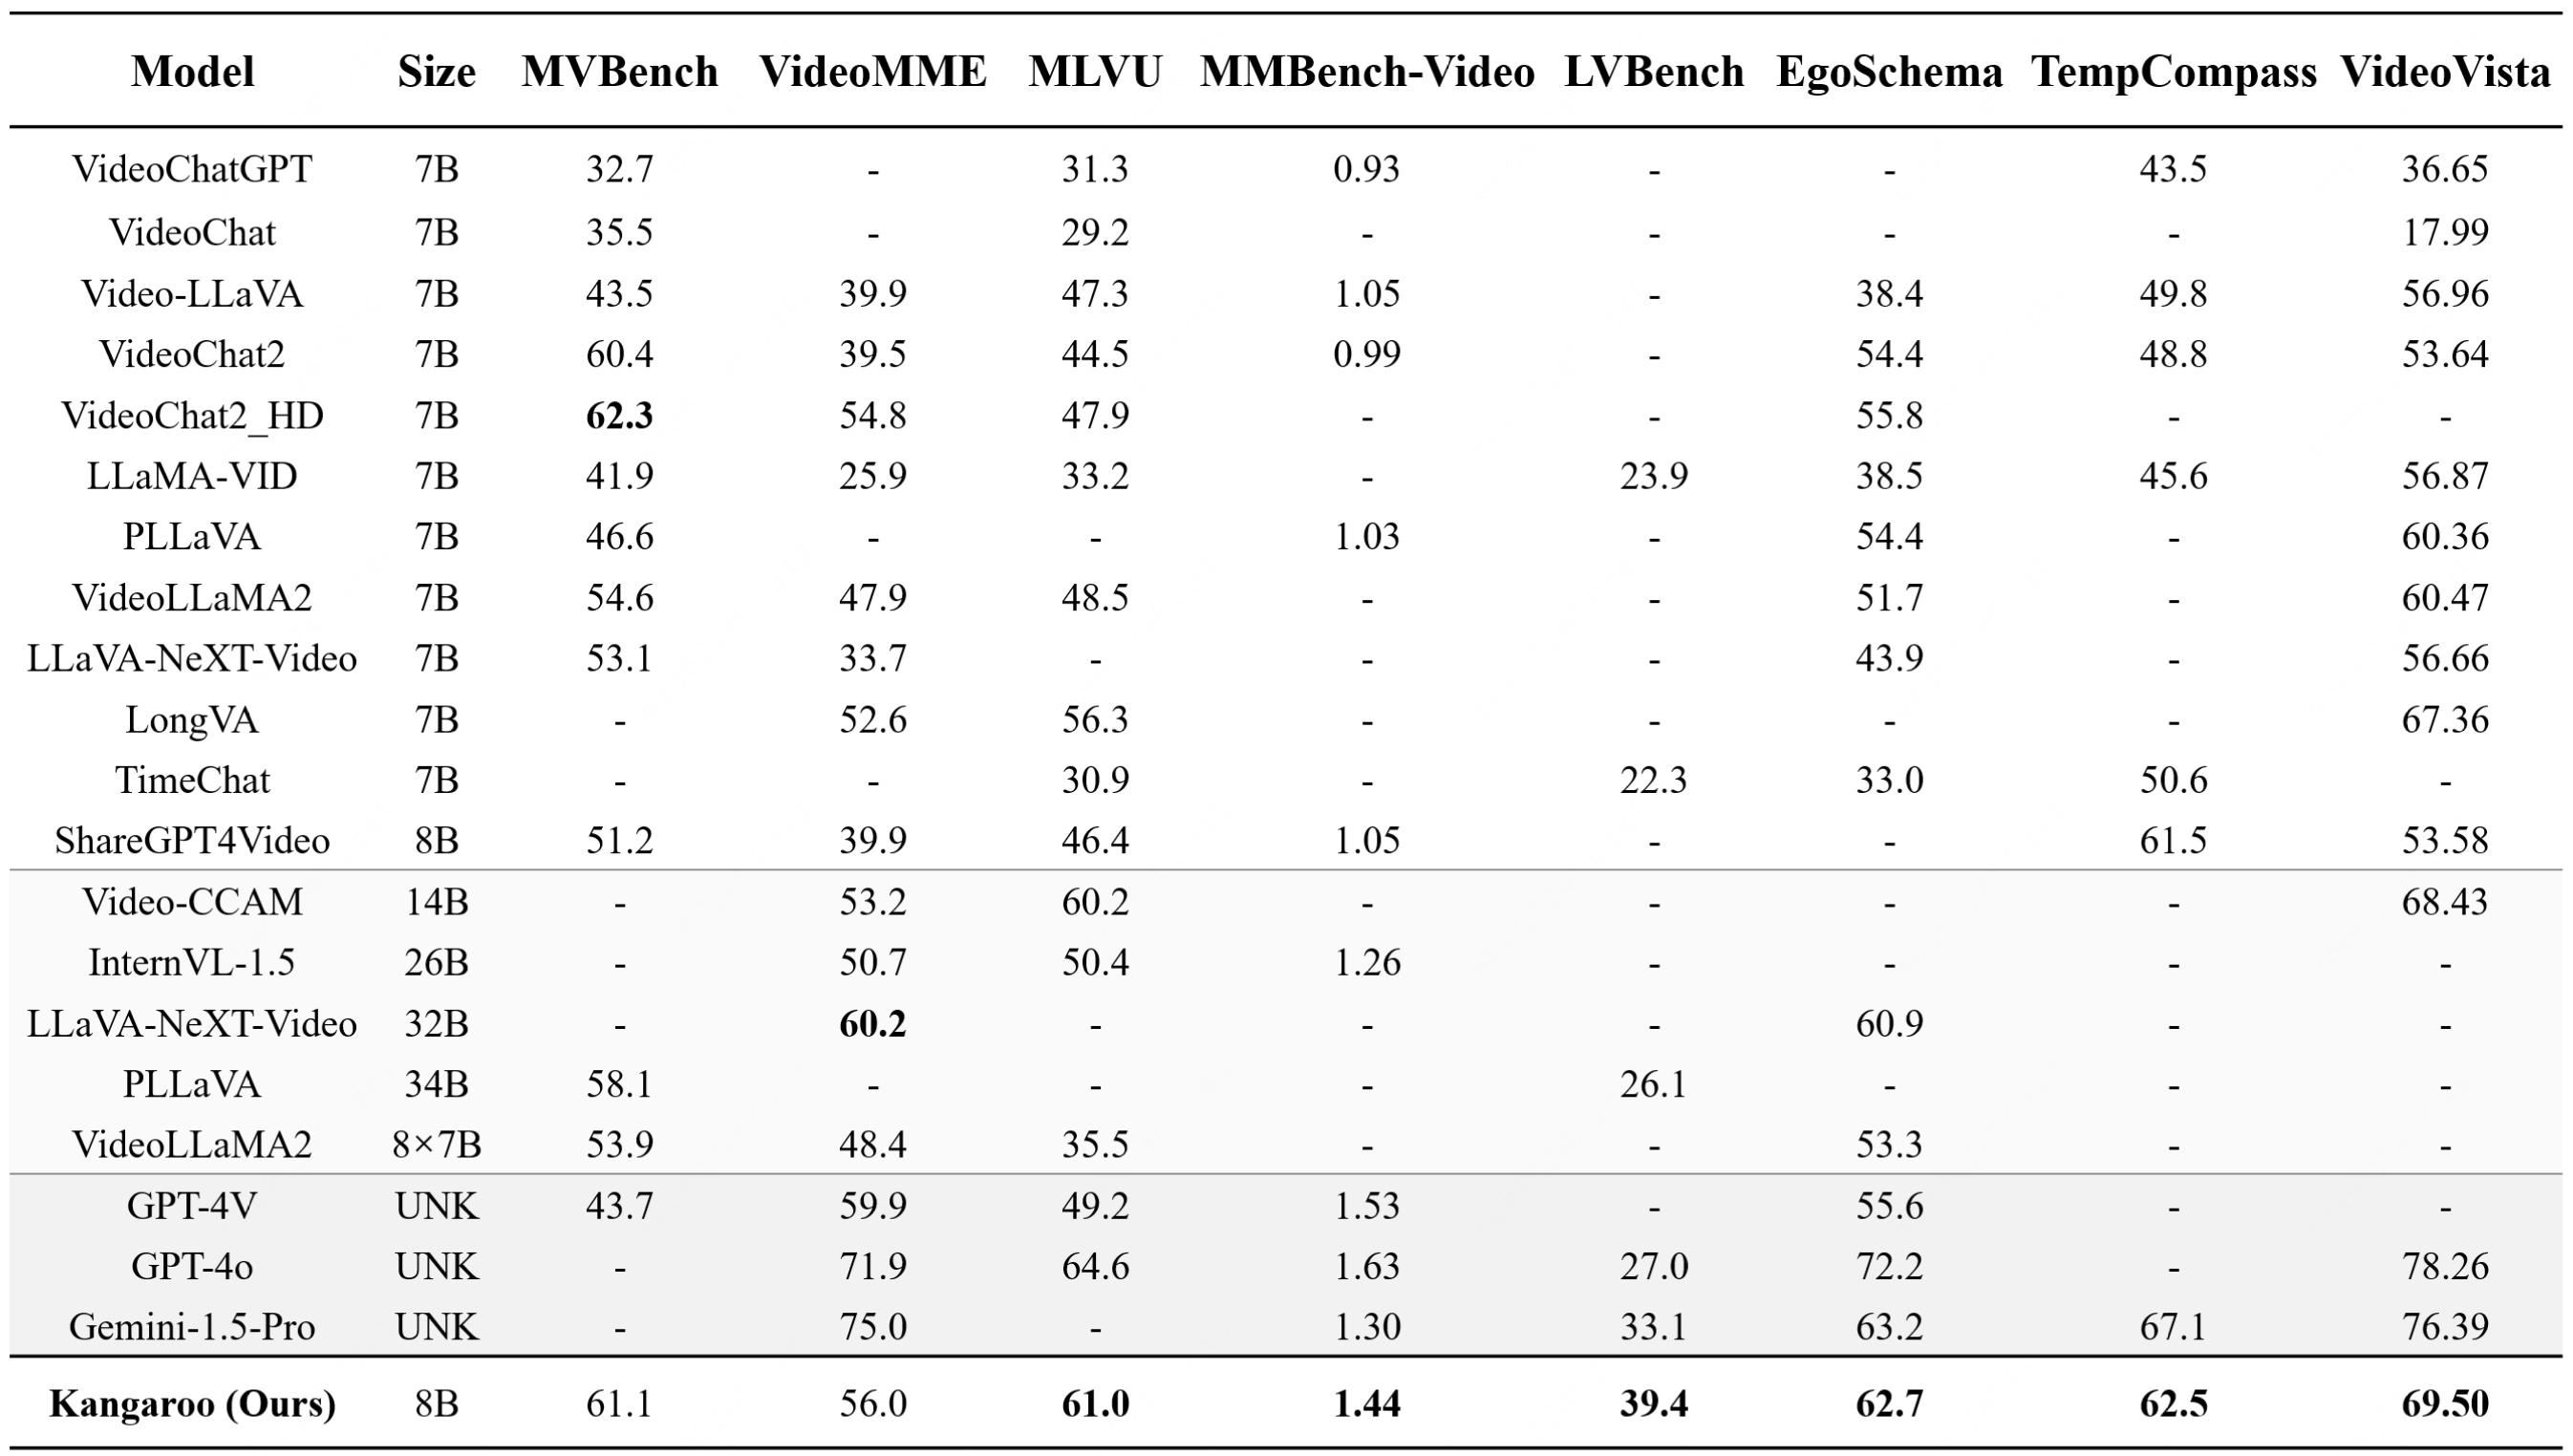 Model Size MVBench VideoMME MLVU MMBench-Video LVBench EgoSchema TempCompass VideoVista
VideoChatGPT 7B 32.7 - 31.3 0.93 - - 43.5 36.65
VideoChat 7B 35.5 - 29.2 - - - - 17.99
Video-LLaVA 7B 43.5 39.9 47.3 1.05 - 38.4 49.8 56.96
VideoChat2 7B 60.4 39.5 44.5 0.99 - 54.4 48.8 53.64
VideoChat2_HD 7B 62.3 54.8 47.9 - - 55.8 - -
LLaMA-VID 7B 41.9 25.9 33.2 - 23.9 38.5 45.6 56.87
PLLaVA 7B 46.6 - - 1.03 - 54.4 - 60.36
VideoLLaMA2 7B 54.6 47.9 48.5 - - 51.7 - 60.47
LLaVA-NeXT-Video 7B 53.1 33.7 - - - 43.9 - 56.66
LongVA 7B - 52.6 56.3 - - - - 67.36
TimeChat 7B - - 30.9 - 22.3 33.0 50.6 -
ShareGPT4Video 8B 51.2 39.9 46.4 1.05 - - 61.5 53.58
Video-CCAM 14B - 53.2 60.2 - - - - 68.43
InternVL-1.5 26B - 50.7 50.4 1.26 - - - -
LLaVA-NeXT-Video 32B - 60.2 - - - 60.9 - -
PLLaVA 34B 58.1 - - - 26.1 - - -
VideoLLaMA2 8×7B 53.9 48.4 35.5 - - 53.3 - -
GPT-4V UNK 43.7 59.9 49.2 1.53 - 55.6 - -
GPT-4o UNK - 71.9 64.6 1.63 27.0 72.2 - 78.26
Gemini-1.5-Pro UNK - 75.0 - 1.30 33.1 63.2 67.1 76.39
Kangaroo (Ours) 8B 61.1 56.0 61.0 1.44 39.4 62.7 62.5 69.50